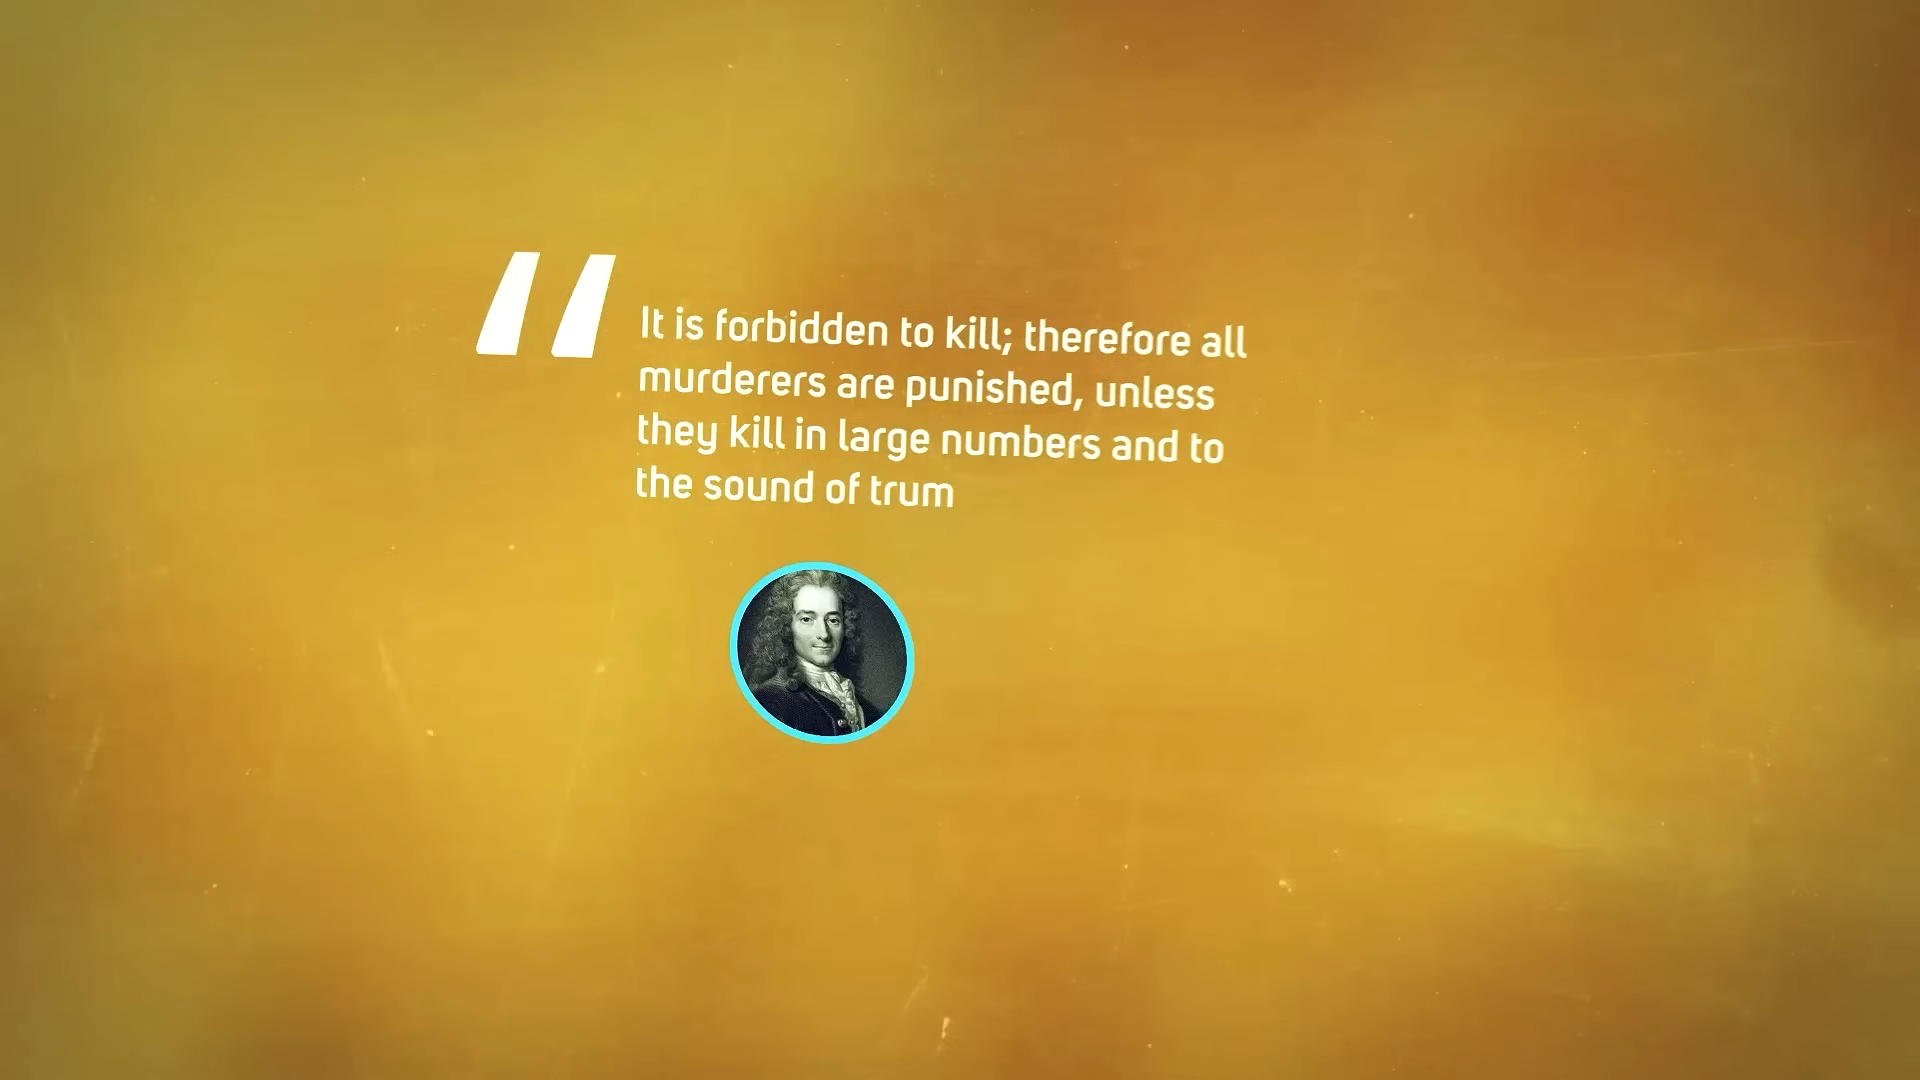 “
It is forbidden to kill; therefore all
murderers are punished, unless
they kill in large numbers and to
the sound of trum